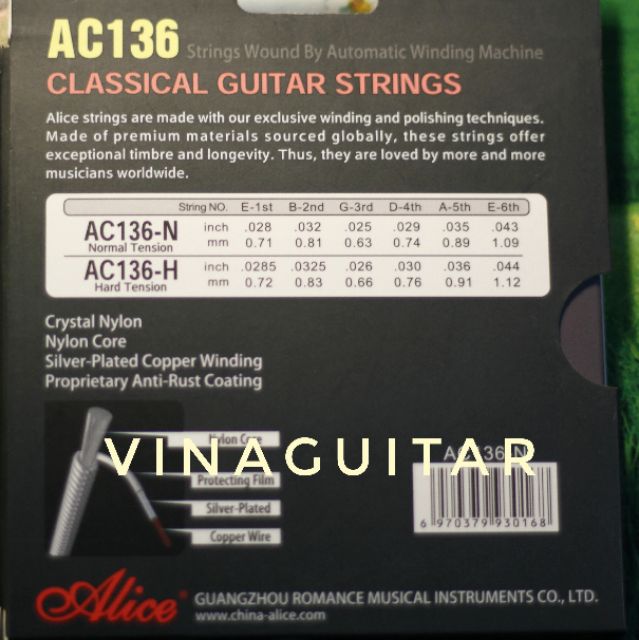 AC136 Strings Wound By Automatic Winding Machine
CLASSICAL GUITAR STRINGS
Alice strings are made with our exclusive winding and polishing techniques.
Made of premium materials sourced globally, these strings offer
exceptional timbre and longevity. Thus, they are loved by more and more
musicians worldwide.
String NO. E-1st B-2nd G-3rd D-4th A-5th E-6th
AC136-N inch .028 .032 .025 .029 .035 .043
Normal Tension mm 0.71 0.81 0.63 0.74 0.89 1.09
AC136-H inch .0285 .0325 .026 .030 .036 .044
Hard Tension mm 0.72 0.83 0.66 0.76 0.91 1.12
Crystal Nylon
Nylon Core
Silver-Plated Copper Winding
Proprietary Anti-Rust Coating
Nylon Core
VINAGUITAR
AC136-N
Protecting Film
Silver-Plated
Copper Wire
6 970379 930168
Alice® GUANGZHOU ROMANCE MUSICAL INSTRUMENTS CO., LTD.
www.china-alice.com